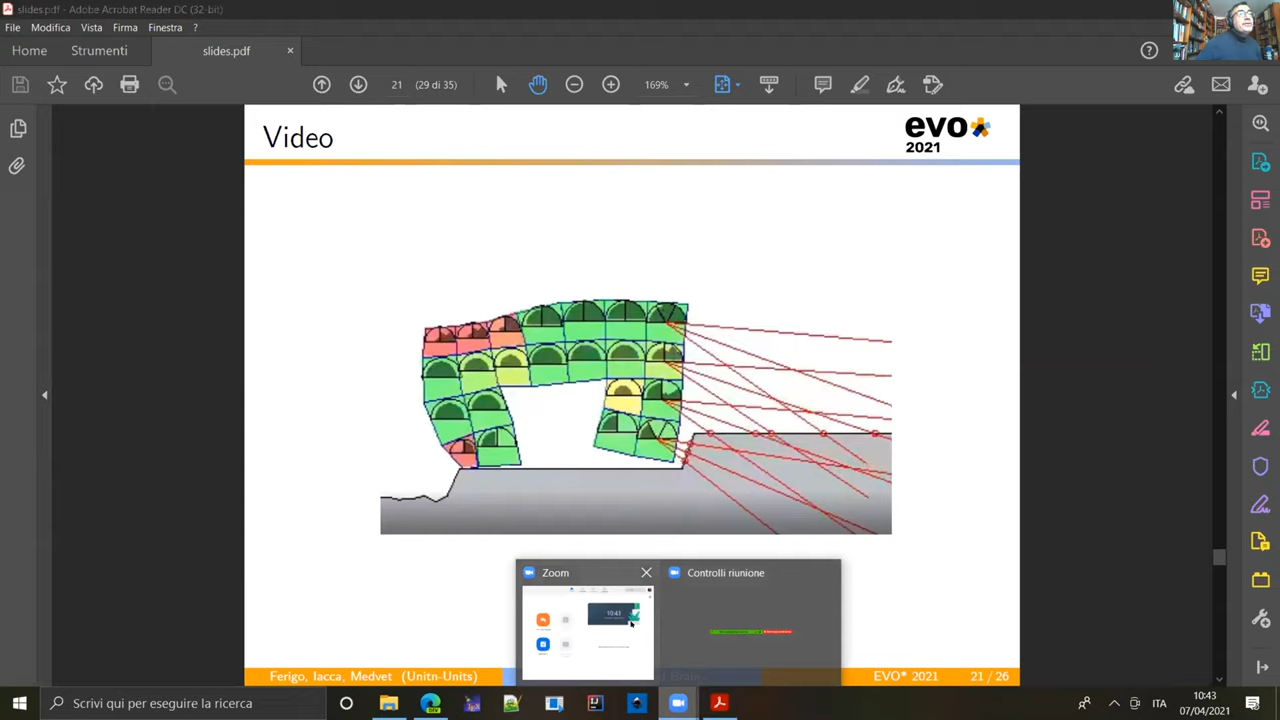 slides.pdf - Adobe Acrobat Reader DC (32-bit)
File Modifica Vista Firma Finestra ?
Home Strumenti slides.pdf ×
21 (29 di 35) 169%
Video
evo*
2021
Zoom
Controlli riunione
10:43
Ferigo, Iacca, Medvet (Unitn-Units) EVO* 2021 21 / 26
Scrivi qui per eseguire la ricerca
ITA
10:43
07/04/2021